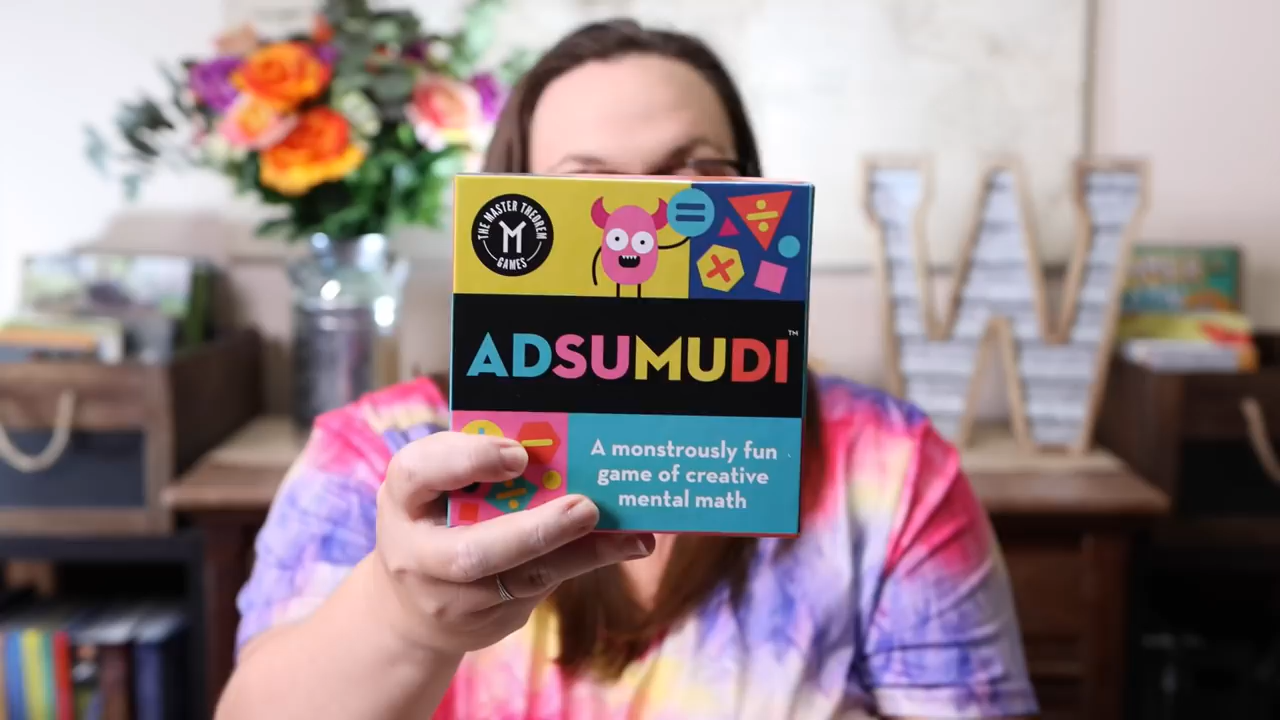 THE MASTER THEOREM
M
GAMES
ADSUMUDI™
A monstrously fun
game of creative
mental math
W